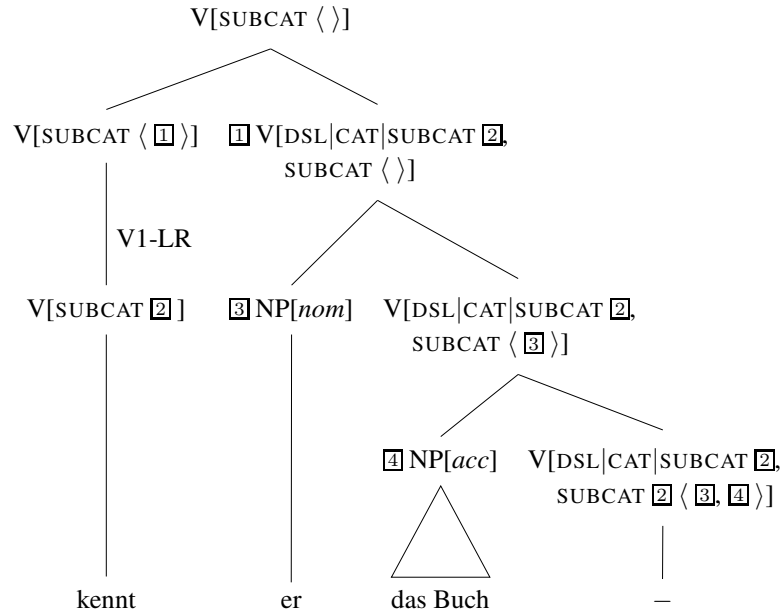 V[SUBCAT ⟨ ⟩]
V[SUBCAT ⟨ 1 ⟩] 1 V[DSL|CAT|SUBCAT 2,
SUBCAT ⟨ ⟩]
V1-LR
V[SUBCAT 2 ] 3 NP[nom] V[DSL|CAT|SUBCAT 2,
SUBCAT ⟨ 3 ⟩]
4 NP[acc] V[DSL|CAT|SUBCAT 2,
SUBCAT 2 ⟨ 3, 4 ⟩]
kennt er das Buch –